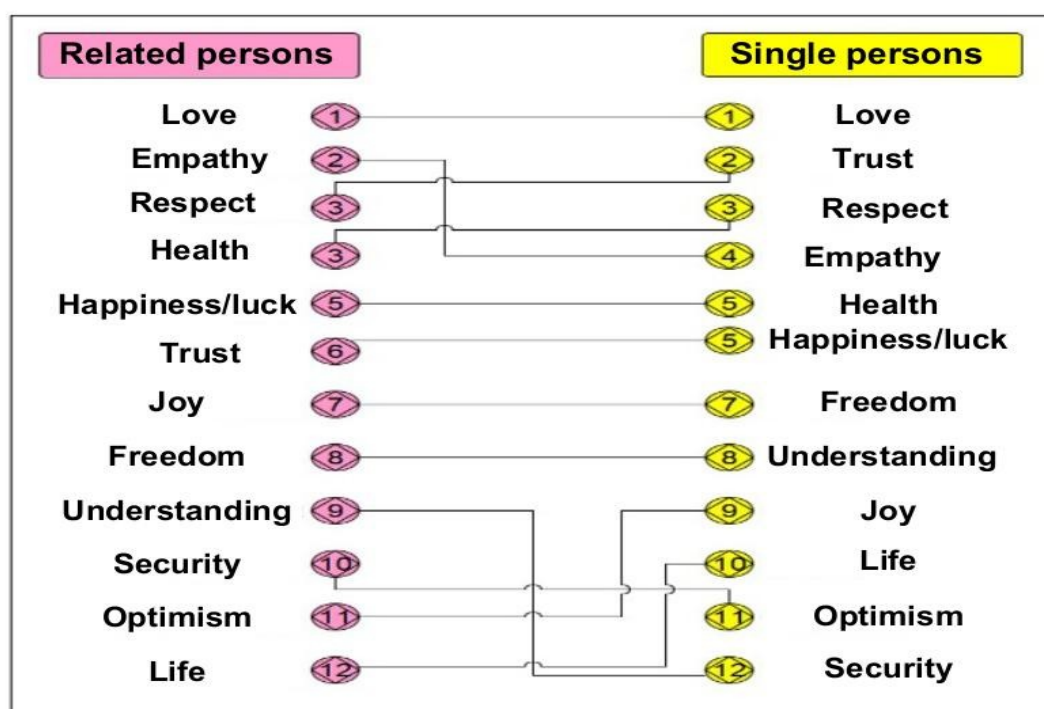 Related persons Single persons
Love 1 1 Love
Empathy 2 2 Trust
Respect 3 3 Respect
Health 3 4 Empathy
Happiness/luck 5 5 Health
Trust 6 5 Happiness/luck
Joy 7 7 Freedom
Freedom 8 8 Understanding
Understanding 9 9 Joy
Security 10 10 Life
Optimism 11 11 Optimism
Life 12 12 Security